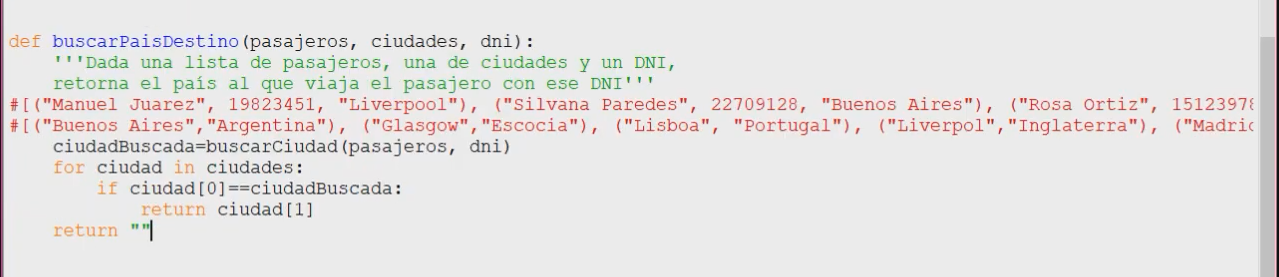 def buscarPaisDestino(pasajeros, ciudades, dni):
    '''Dada una lista de pasajeros, una de ciudades y un DNI,
    retorna el país al que viaja el pasajero con ese DNI'''
#[("Manuel Juarez", 19823451, "Liverpool"), ("Silvana Paredes", 22709128, "Buenos Aires"), ("Rosa Ortiz", 15123978
#[("Buenos Aires","Argentina"), ("Glasgow","Escocia"), ("Lisboa", "Portugal"), ("Liverpol","Inglaterra"), ("Madrid
    ciudadBuscada=buscarCiudad(pasajeros, dni)
    for ciudad in ciudades:
        if ciudad[0]==ciudadBuscada:
            return ciudad[1]
    return ""